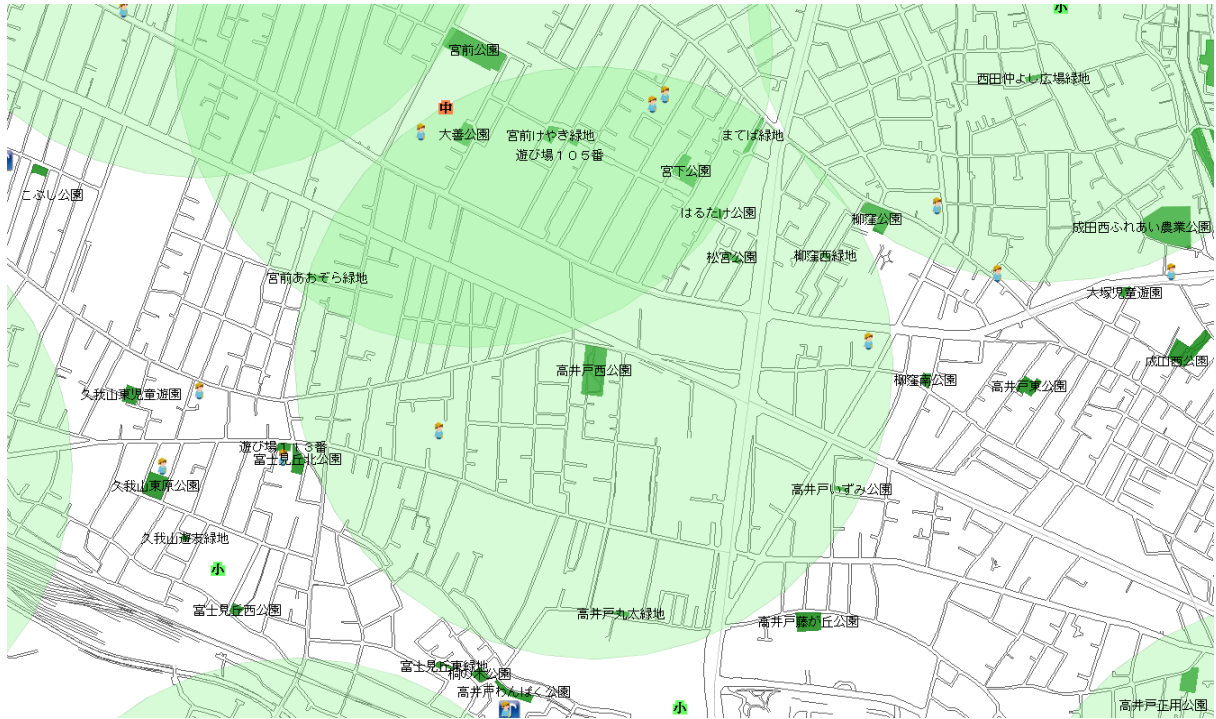 小
宮前公園
西田仲よし広場緑地
中
大善公園
宮前けやき緑地
まてば緑地
遊び場105番
宮下公園
こぶし公園
はるたけ公園
柳窪公園
成田西ふれあい農業公園
松宮公園
柳窪西緑地
宮前あおぞら緑地
大塚児童遊園
高井戸西公園
成田西公園
柳窪南公園
高井戸東公園
久我山東児童遊園
遊び場113番
富士見丘北公園
久我山東原公園
高井戸いずみ公園
久我山遊友緑地
小
富士見丘西公園
高井戸丸太緑地
高井戸藤が丘公園
富士見丘東緑地
桐の木公園
高井戸わんぱく公園
小
高井戸正用公園